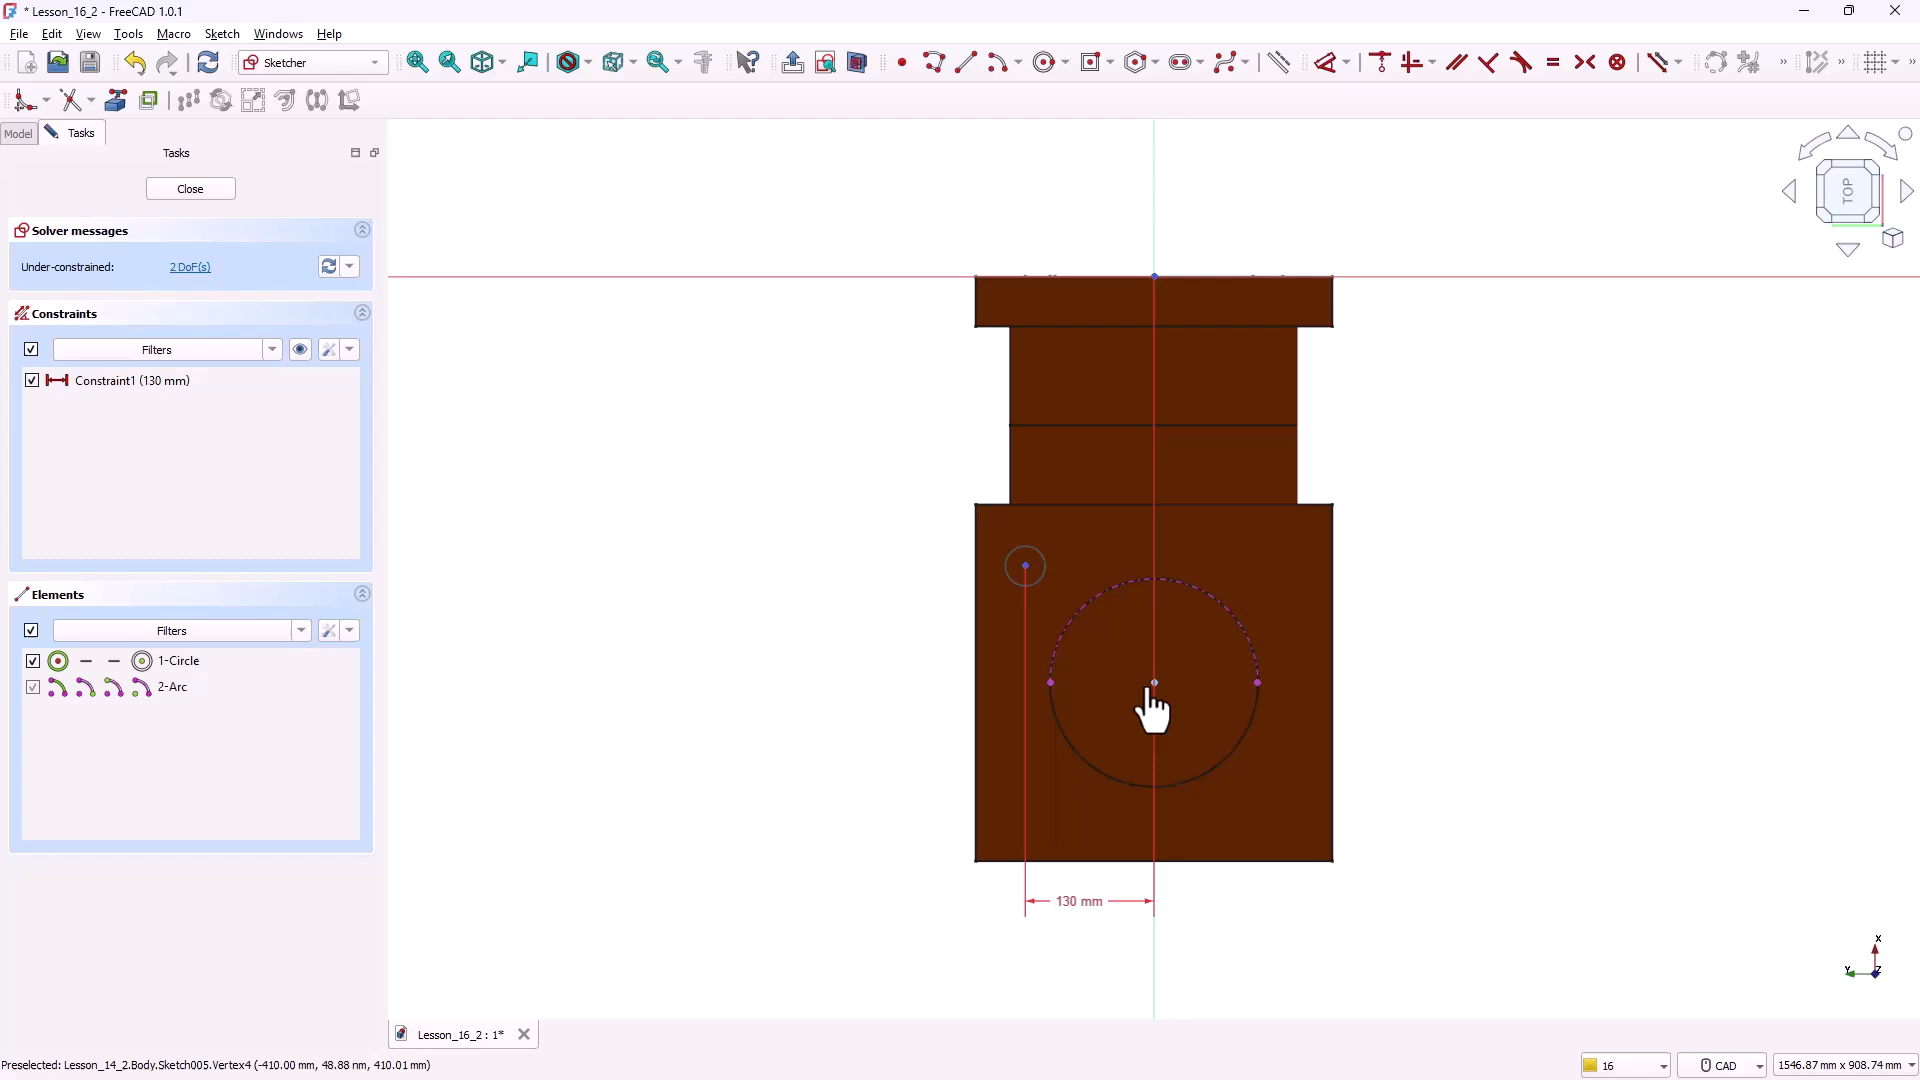 * Lesson_16_2 - FreeCAD 1.0.1
File Edit View Tools Macro Sketch Windows Help
Sketcher
Model Tasks
Tasks
Close
Solver messages
Under-constrained: 2 DoF(s)
Constraints
Filters
Constraint1 (130 mm)
Elements
Filters
1-Circle
2-Arc
TOP
130 mm
X
Y
Z
Lesson_16_2 : 1*
Preselected: Lesson_14_2.Body.Sketch005.Vertex4 (-410.00 mm, 48.88 nm, 410.01 mm)
16
CAD
1546.87 mm x 908.74 mm